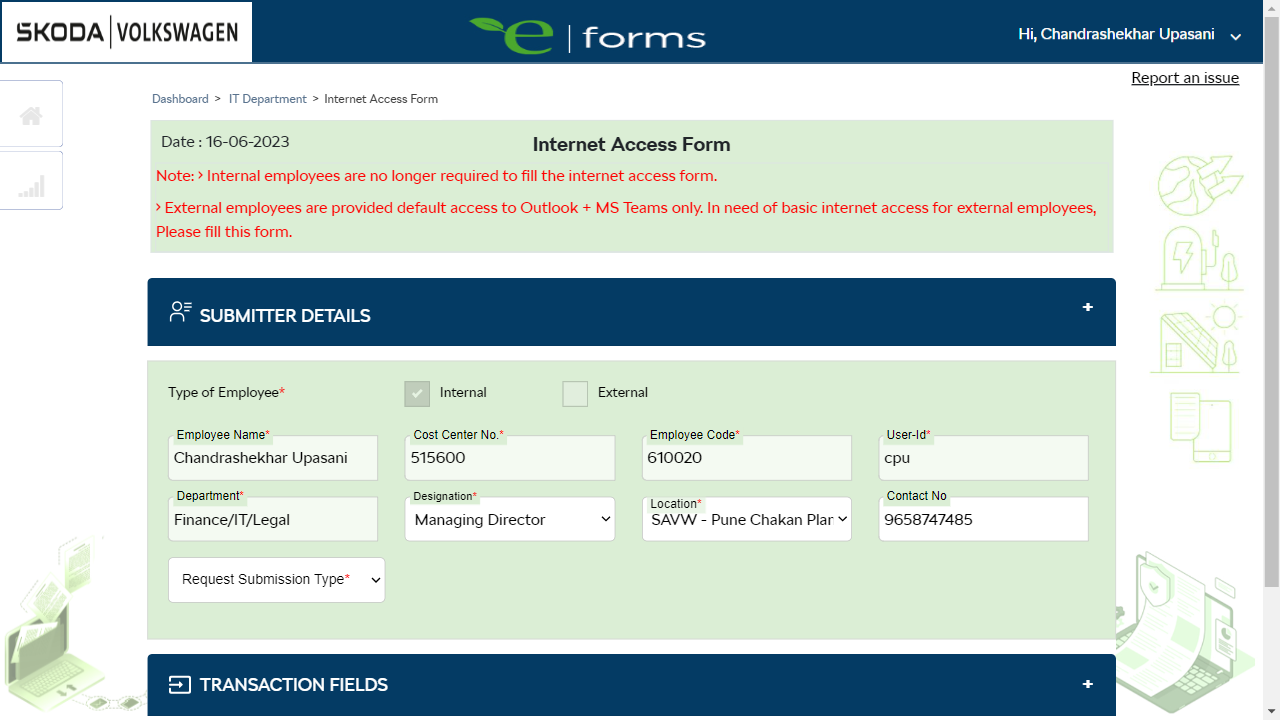 SKODA VOLKSWAGEN
e forms
Hi, Chandrashekhar Upasani
Report an issue
Dashboard > IT Department > Internet Access Form
Date : 16-06-2023
Internet Access Form
Note: > Internal employees are no longer required to fill the internet access form.
> External employees are provided default access to Outlook + MS Teams only. In need of basic internet access for external employees,
Please fill this form.
SUBMITTER DETAILS +
Type of Employee* Internal External
Employee Name* Cost Center No.* Employee Code* User-Id*
Chandrashekhar Upasani 515600 610020 cpu
Department* Designation* Location* Contact No
Finance/IT/Legal Managing Director SAVW - Pune Chakan Plar 9658747485
Request Submission Type*
TRANSACTION FIELDS +